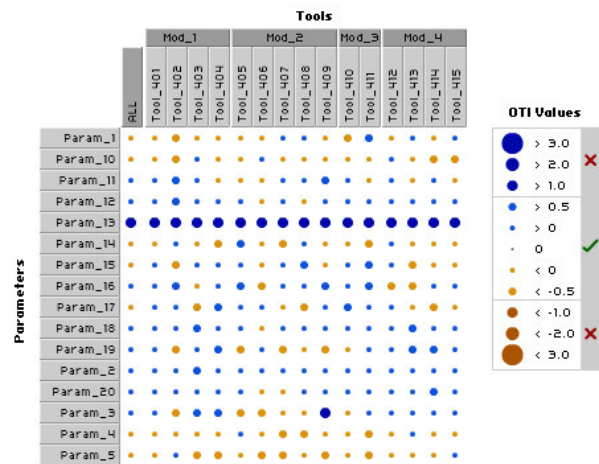 Tools
Mod_1 Mod_2 Mod_3 Mod_4
ALL Tool_401 Tool_402 Tool_403 Tool_404 Tool_405 Tool_406 Tool_407 Tool_408 Tool_409 Tool_410 Tool_411 Tool_412 Tool_413 Tool_414 Tool_415
Parameters
Param_1
Param_10
Param_11
Param_12
Param_13
Param_14
Param_15
Param_16
Param_17
Param_18
Param_19
Param_2
Param_20
Param_3
Param_4
Param_5
OTI Values
> 3.0
> 2.0
> 1.0
> 0.5
> 0
0
< 0
< -0.5
< -1.0
< -2.0
< 3.0